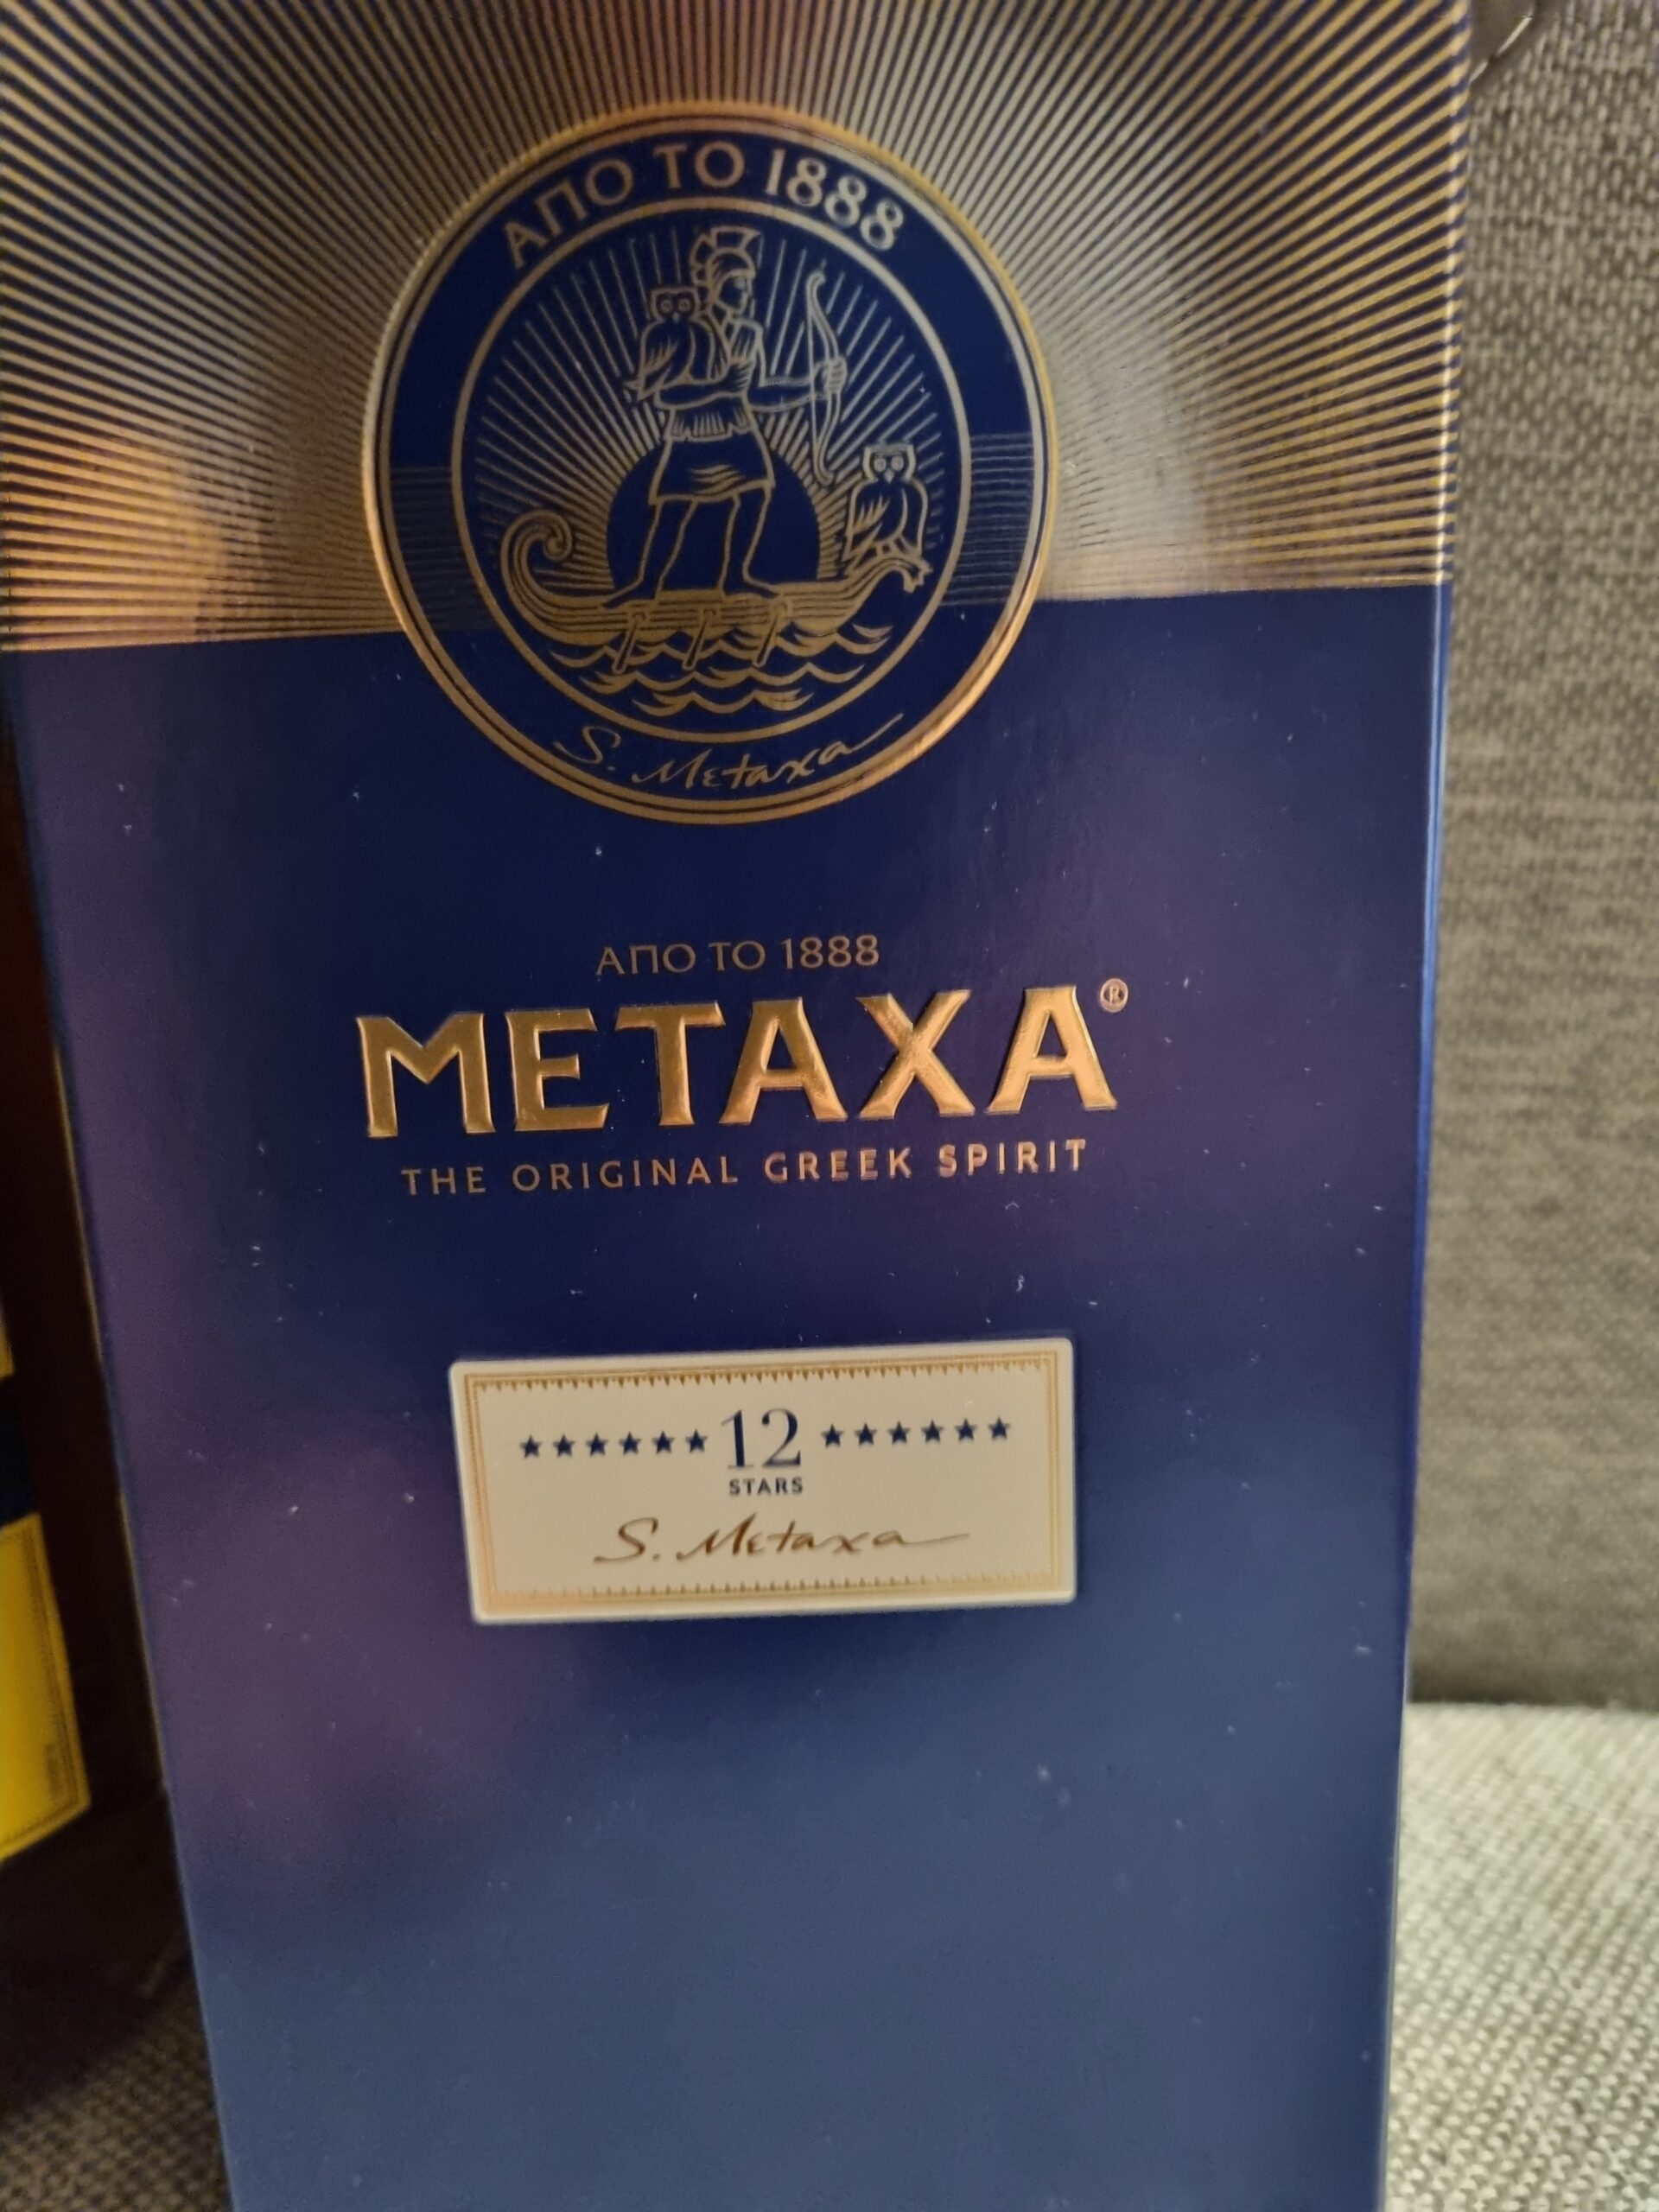 ΑΠΟ ΤΟ 1888
S. Metaxa
ΑΠΟ ΤΟ 1888
METAXA®
THE ORIGINAL GREEK SPIRIT
★★★★★★ 12 ★★★★★★
STARS
S. Metaxa